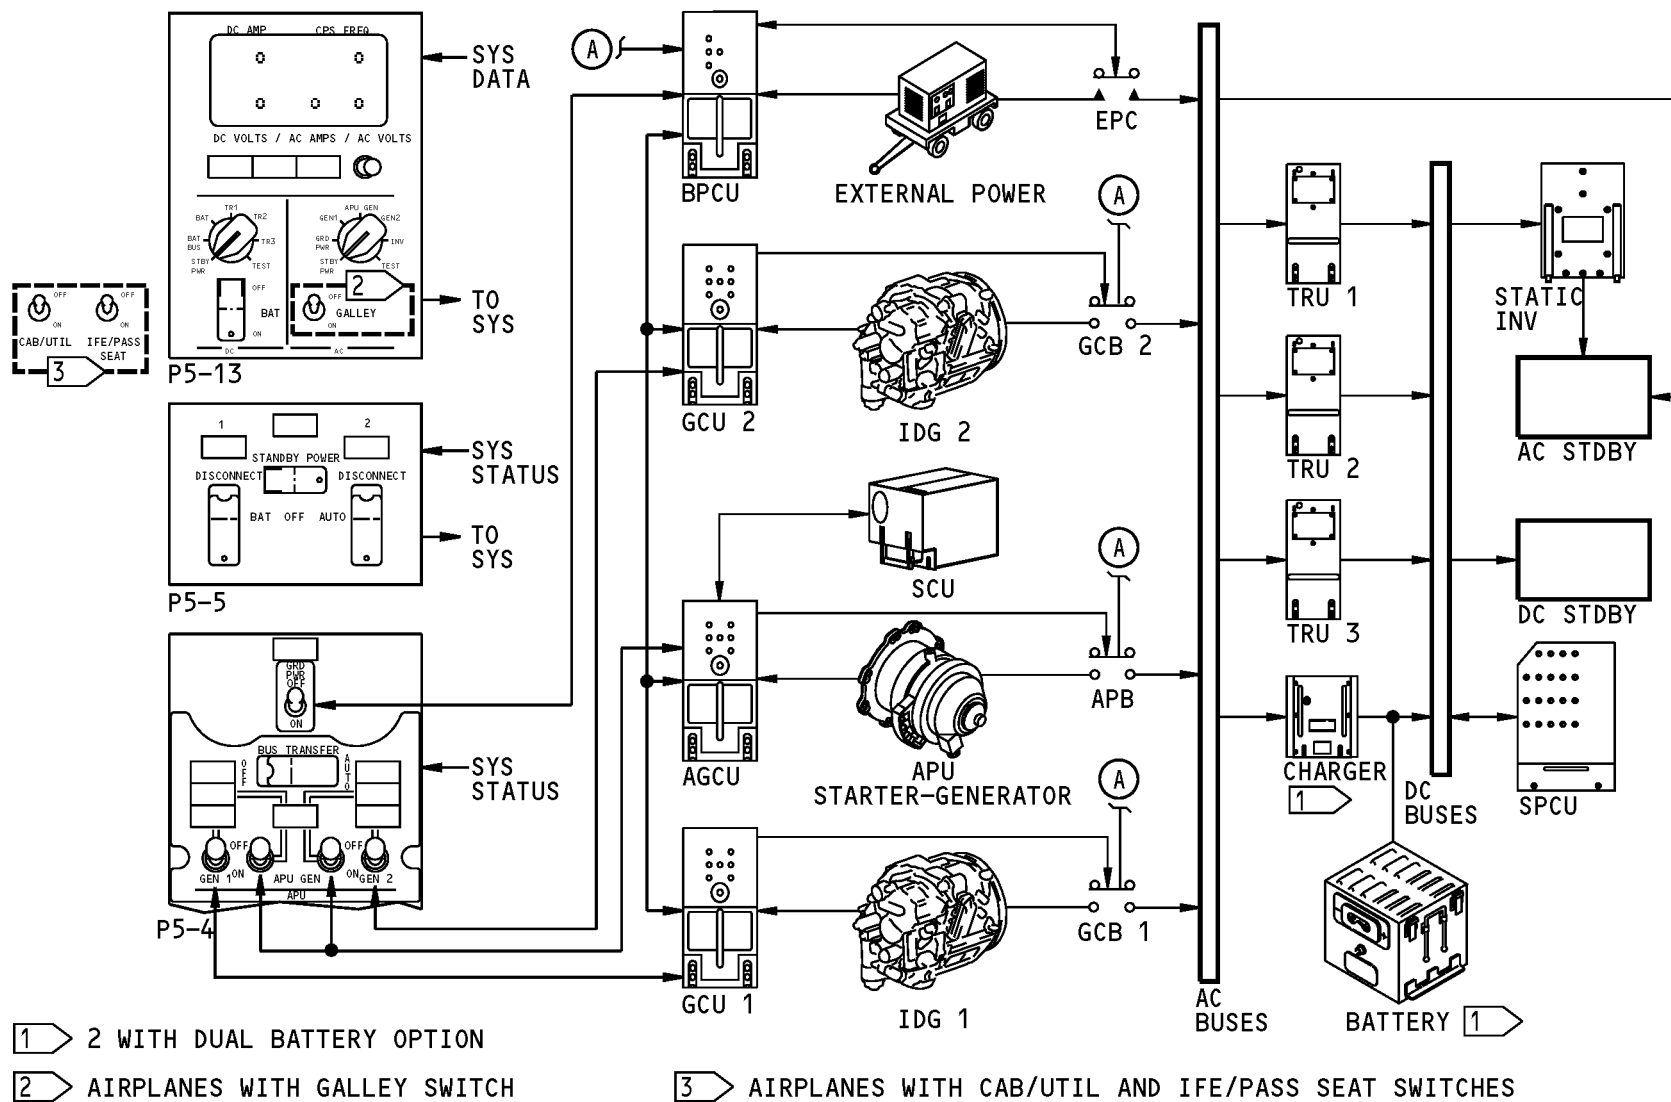 DC AMP CPS FREQ
DC VOLTS / AC AMPS / AC VOLTS
BAT
TR1
TR2
BAT BUS
TR3
STBY PWR
TEST
APU GEN
GEN1
GEN2
GRD PWR
INV
STBY PWR
TEST
OFF
BAT
ON
2
OFF
GALLEY
ON
DC
AC
P5-13
SYS
DATA
TO
SYS
OFF
ON
CAB/UTIL
OFF
ON
IFE/PASS
SEAT
3
1
2
STANDBY POWER
DISCONNECT
DISCONNECT
BAT OFF AUTO
P5-5
SYS
STATUS
TO
SYS
GRD
PWR
OFF
ON
BUS TRANSFER
OFF
AUTO
OFF
OFF
GEN 1
ON
APU GEN
ON
GEN 2
APU
P5-4
SYS
STATUS
A
BPCU
EXTERNAL POWER
EPC
A
GCU 2
IDG 2
GCB 2
SCU
A
AGCU
APU
STARTER-GENERATOR
APB
A
GCU 1
IDG 1
GCB 1
AC
BUSES
TRU 1
TRU 2
TRU 3
CHARGER
1
DC
BUSES
STATIC
INV
AC STDBY
DC STDBY
SPCU
BATTERY
1
1 2 WITH DUAL BATTERY OPTION
2 AIRPLANES WITH GALLEY SWITCH
3 AIRPLANES WITH CAB/UTIL AND IFE/PASS SEAT SWITCHES